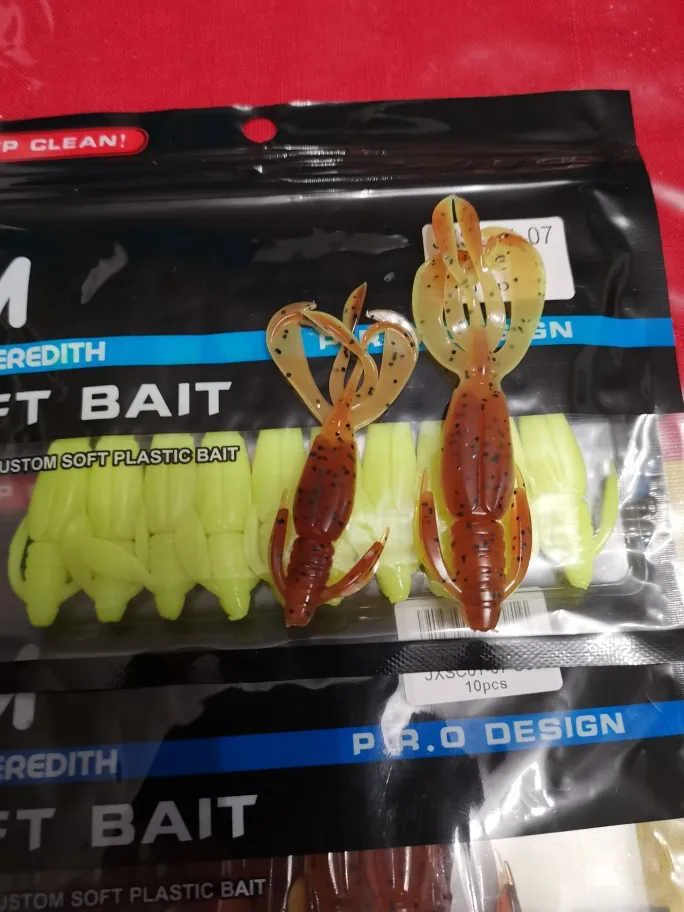 P CLEAN!
07
M
EREDITH
P.R.O DESIGN
FT BAIT
USTOM SOFT PLASTIC BAIT
10pcs
EREDITH
P.R.O DESIGN
FT BAIT
USTOM SOFT PLASTIC BAIT